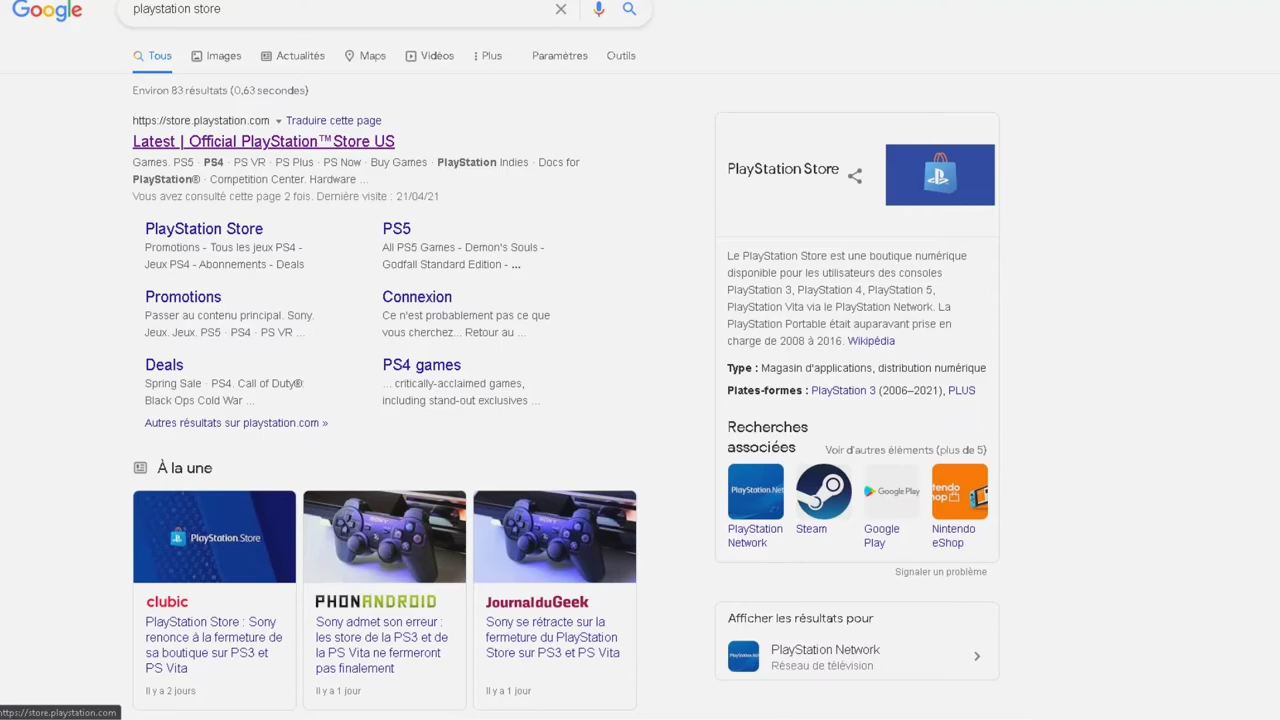 Google
playstation store
Tous
Images
Actualités
Maps
Vidéos
Plus
Paramètres
Outils
Environ 83 résultats (0,63 secondes)
https://store.playstation.com
Traduire cette page
Latest | Official PlayStation™Store US
Games. PS5 · PS4 · PS VR · PS Plus · PS Now · Buy Games · PlayStation Indies · Docs for
PlayStation® · Competition Center. Hardware ...
Vous avez consulté cette page 2 fois. Dernière visite : 21/04/21
PlayStation Store
Promotions - Tous les jeux PS4 -
Jeux PS4 - Abonnements - Deals
PS5
All PS5 Games - Demon's Souls -
Godfall Standard Edition - ...
Promotions
Passer au contenu principal. Sony.
Jeux. Jeux. PS5 · PS4 · PS VR ...
Connexion
Ce n'est probablement pas ce que
vous cherchez... Retour au ...
Deals
Spring Sale · PS4. Call of Duty®:
Black Ops Cold War ...
PS4 games
... critically-acclaimed games,
including stand-out exclusives ...
Autres résultats sur playstation.com »
À la une
PlayStation.Store
clubic
PlayStation Store : Sony
renonce à la fermeture de
sa boutique sur PS3 et
PS Vita
Il y a 2 jours
PHONANDROID
Sony admet son erreur :
les store de la PS3 et de
la PS Vita ne fermeront
pas finalement
Il y a 1 jour
JournalduGeek
Sony se rétracte sur la
fermeture du PlayStation
Store sur PS3 et PS Vita
Il y a 1 jour
PlayStation Store
Le PlayStation Store est une boutique numérique
disponible pour les utilisateurs des consoles
PlayStation 3, PlayStation 4, PlayStation 5,
PlayStation Vita via le PlayStation Network. La
PlayStation Portable était auparavant prise en
charge de 2008 à 2016. Wikipédia
Type : Magasin d'applications, distribution numérique
Plates-formes : PlayStation 3 (2006–2021), PLUS
Recherches
associées
Voir d'autres éléments (plus de 5)
PlayStation.Net
Google Play
ntendo
hop
PlayStation
Network
Steam
Google
Play
Nintendo
eShop
Signaler un problème
Afficher les résultats pour
PlayStation Network
Réseau de télévision
https://store.playstation.com